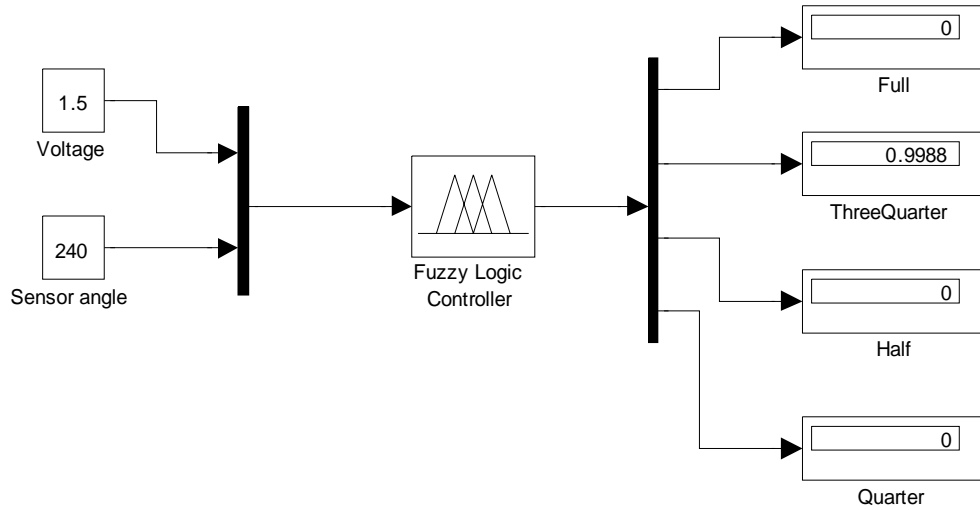 1.5
Voltage
240
Sensor angle
Fuzzy Logic
Controller
0
Full
0.9988
ThreeQuarter
0
Half
0
Quarter